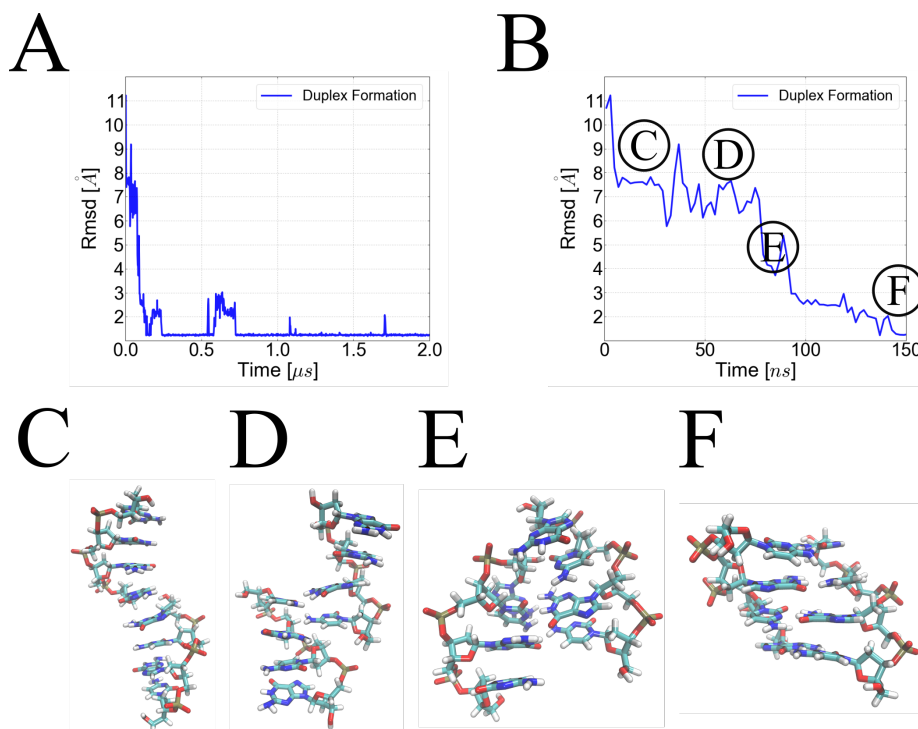 A
B
Duplex Formation
Rmsd [Å]
11
10
9
8
7
6
5
4
3
2
0.0
0.5
1.0
1.5
2.0
Time [μs]
Duplex Formation
Rmsd [Å]
11
10
9
8
7
6
5
4
3
2
C
D
E
F
0
50
100
150
Time [ns]
C
D
E
F